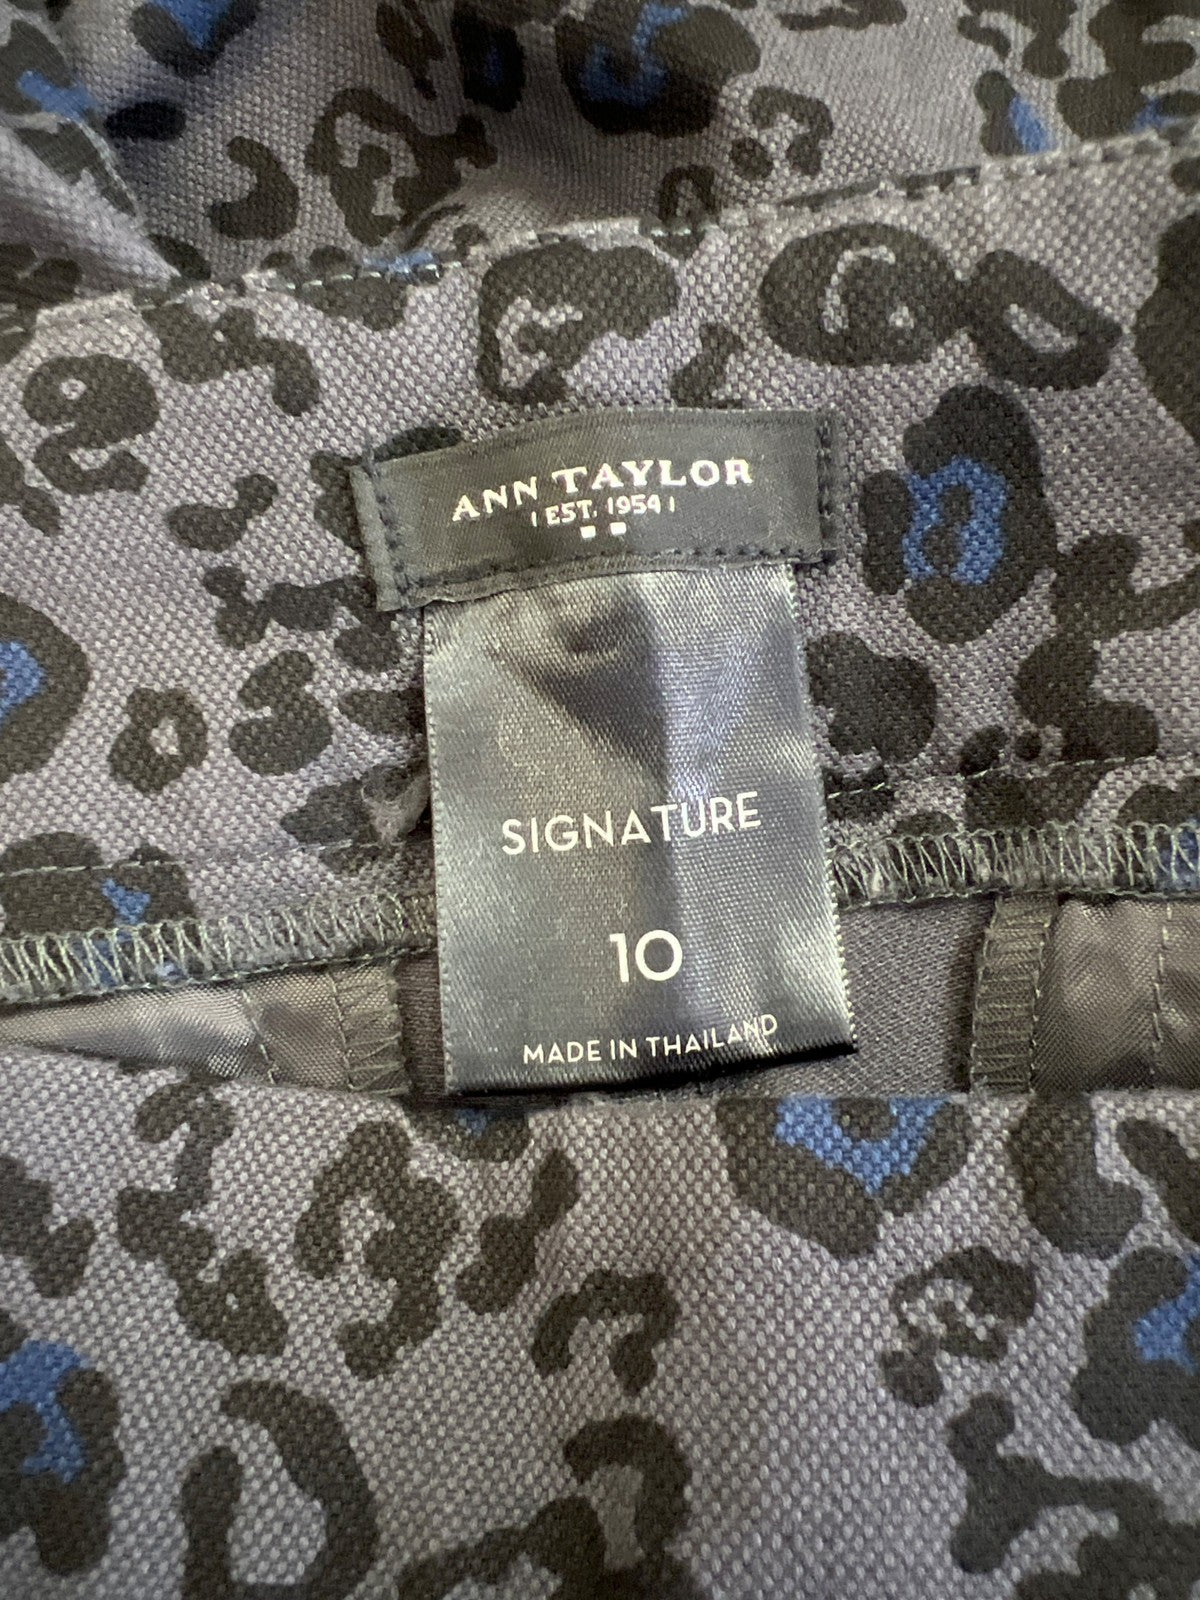 ANN TAYLOR
EST. 1954
SIGNATURE
10
MADE IN THAILAND